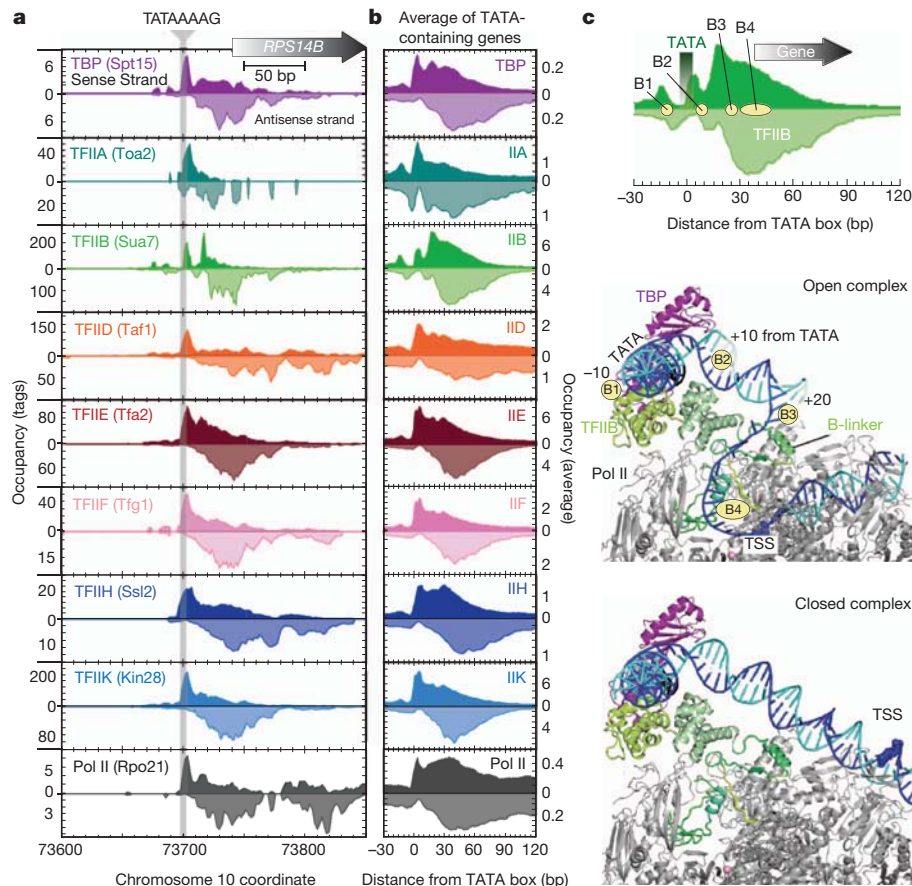 a
TATAAAAG
RPS14B
50 bp
TBP (Spt15)
Sense Strand
Antisense strand
6
0
6
TFIIA (Toa2)
40
0
20
TFIIB (Sua7)
200
0
100
TFIID (Taf1)
150
0
50
TFIIE (Tfa2)
80
0
60
TFIIF (Tfg1)
40
0
15
TFIIH (Ssl2)
20
0
10
TFIIK (Kin28)
200
0
80
Pol II (Rpo21)
5
0
3
Occupancy (tags)
73600
73700
73800
Chromosome 10 coordinate
b
Average of TATA-
containing genes
TBP
0.2
0
0.2
IIA
1
0
1
IIB
6
0
4
IID
2
0
1
IIE
4
0
4
IIF
2
0
2
IIH
1
0
1
IIK
4
0
4
Pol II
0.4
0
0.2
Occupancy (average)
−30 0 30 60 90 120
Distance from TATA box (bp)
c
B3
B4
TATA
B2
B1
Gene
TFIIB
−30 0 30 60 90 120
Distance from TATA box (bp)
Open complex
TBP
+10 from TATA
TATA
B2
−10
B1
+20
B3
TFIIB
B-linker
Pol II
B4
TSS
Closed complex
TSS